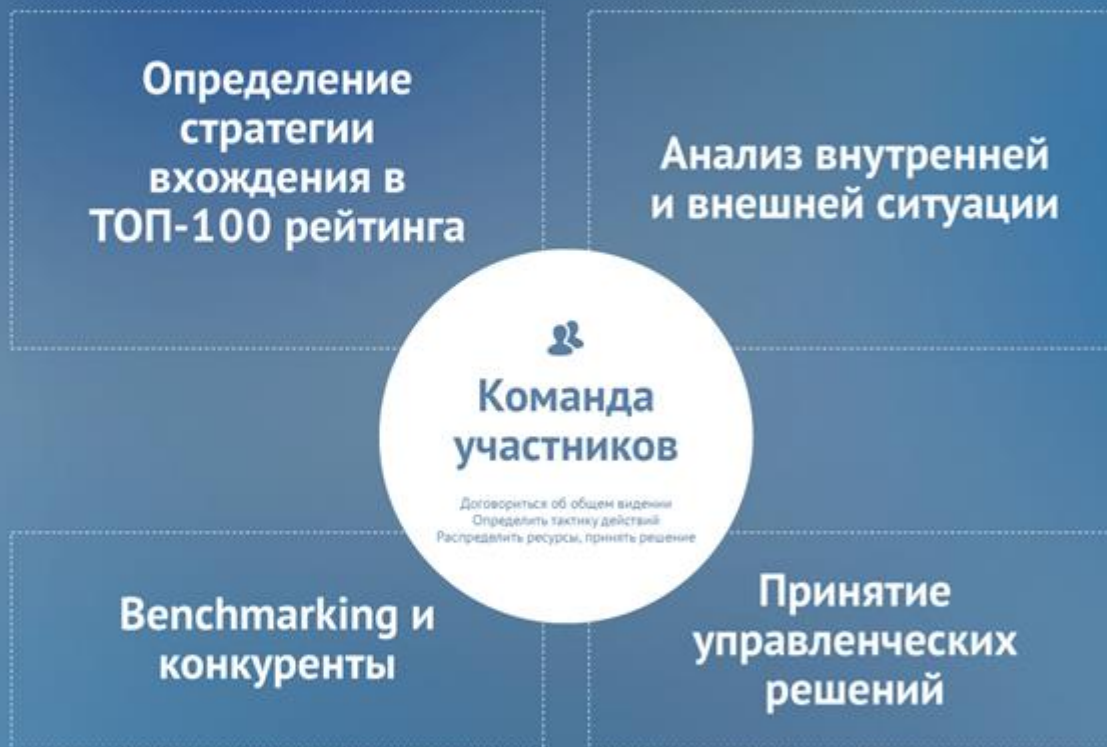 Определение
стратегии
вхождения в
ТОП-100 рейтинга
Анализ внутренней
и внешней ситуации
Команда
участников
Договориться об общем видении
Определить тактику действий
Распределить ресурсы, принять решение
Benchmarking и
конкуренты
Принятие
управленческих
решений